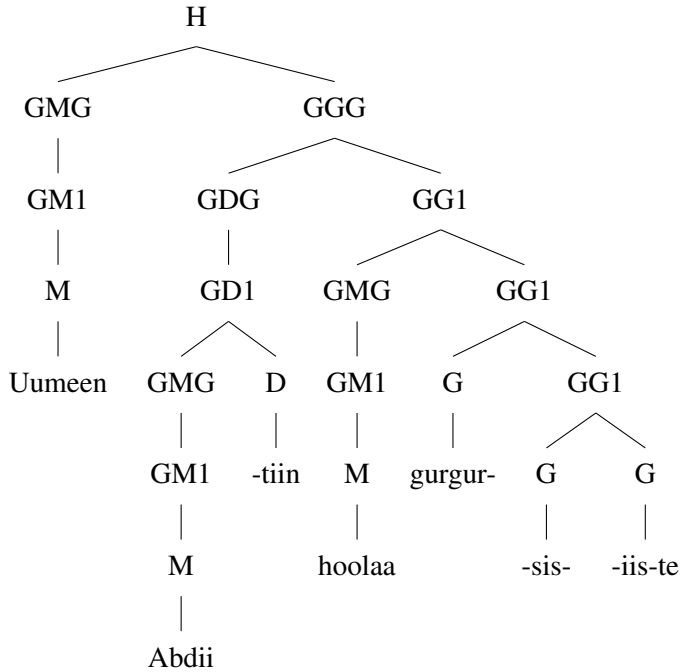 H
GMG GGG
GM1 GDG GG1
M GD1 GMG GG1
Uumeen GMG D GM1 G GG1
GM1 -tiin M gurgur- G G
M hoolaa -sis- -iis-te
Abdii